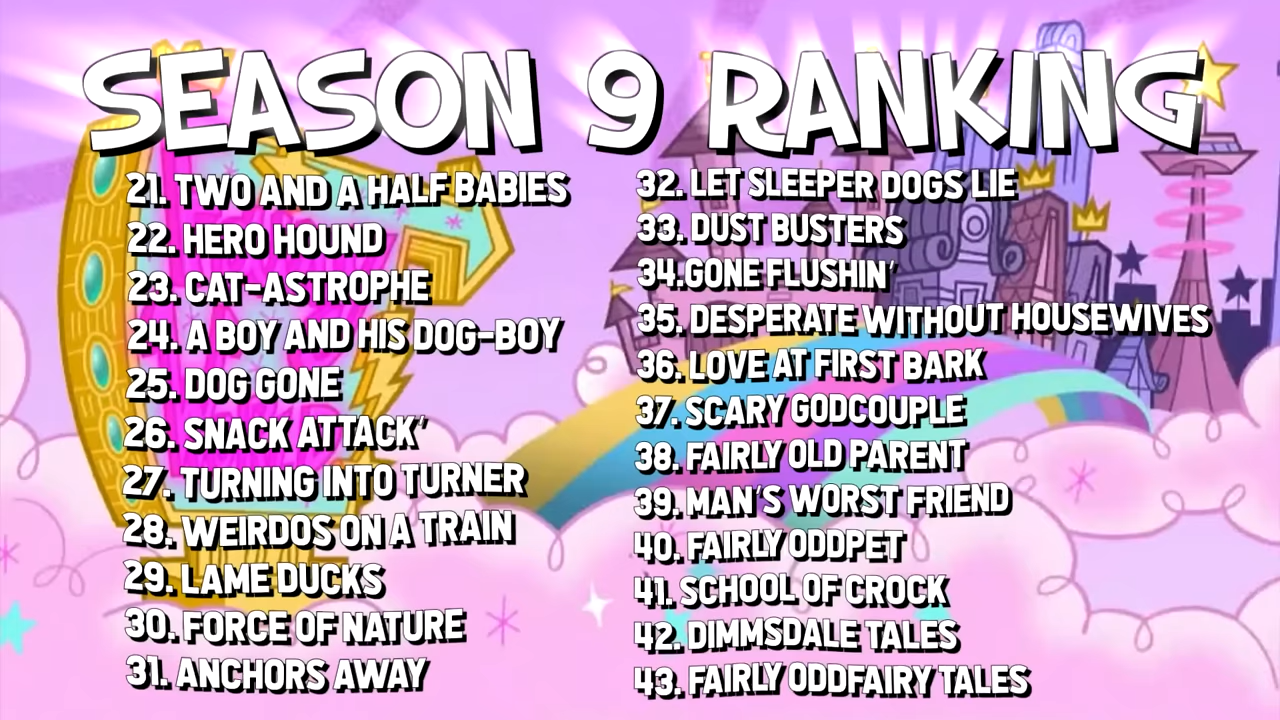 SEASON 9 RANKING
21. TWO AND A HALF BABIES
22. HERO HOUND
23. CAT-ASTROPHE
24. A BOY AND HIS DOG-BOY
25. DOG GONE
26. SNACK ATTACK'
27. TURNING INTO TURNER
28. WEIRDOS ON A TRAIN
29. LAME DUCKS
30. FORCE OF NATURE
31. ANCHORS AWAY
32. LET SLEEPER DOGS LIE
33. DUST BUSTERS
34.GONE FLUSHIN'
35. DESPERATE WITHOUT HOUSEWIVES
36. LOVE AT FIRST BARK
37. SCARY GODCOUPLE
38. FAIRLY OLD PARENT
39. MAN'S WORST FRIEND
40. FAIRLY ODDPET
41. SCHOOL OF CROCK
42. DIMMSDALE TALES
43. FAIRLY ODDFAIRY TALES